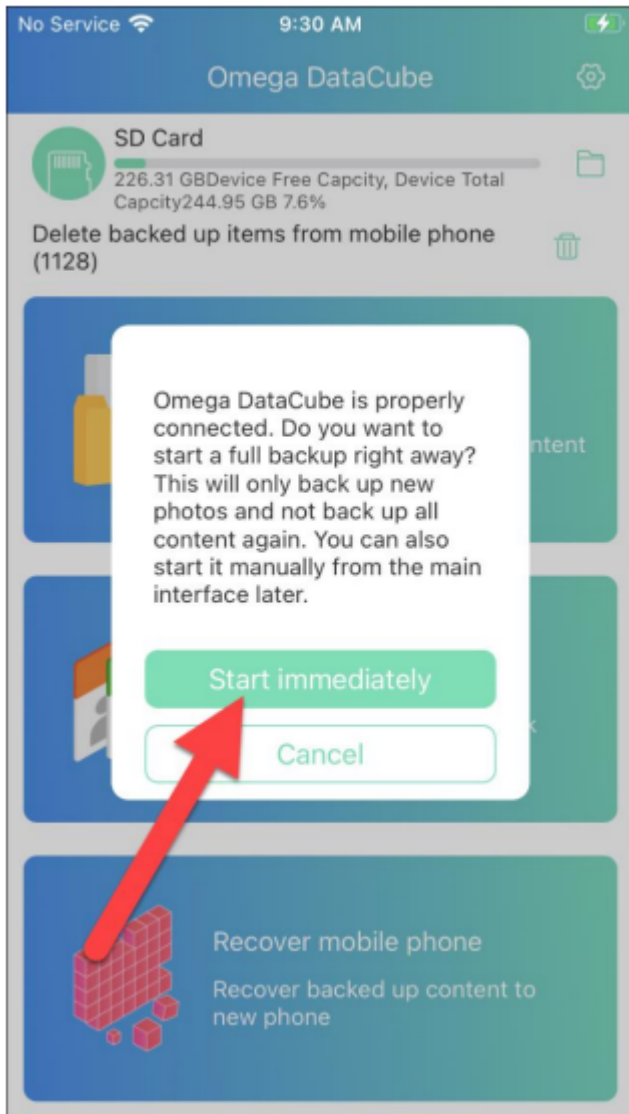 No Service 9:30 AM
Omega DataCube
SD Card
226.31 GBDevice Free Capcity, Device Total
Capcity244.95 GB 7.6%
Delete backed up items from mobile phone
(1128)
ntent
Omega DataCube is properly
connected. Do you want to
start a full backup right away?
This will only back up new
photos and not back up all
content again. You can also
start it manually from the main
interface later.
Start immediately
k
Cancel
Recover mobile phone
Recover backed up content to
new phone